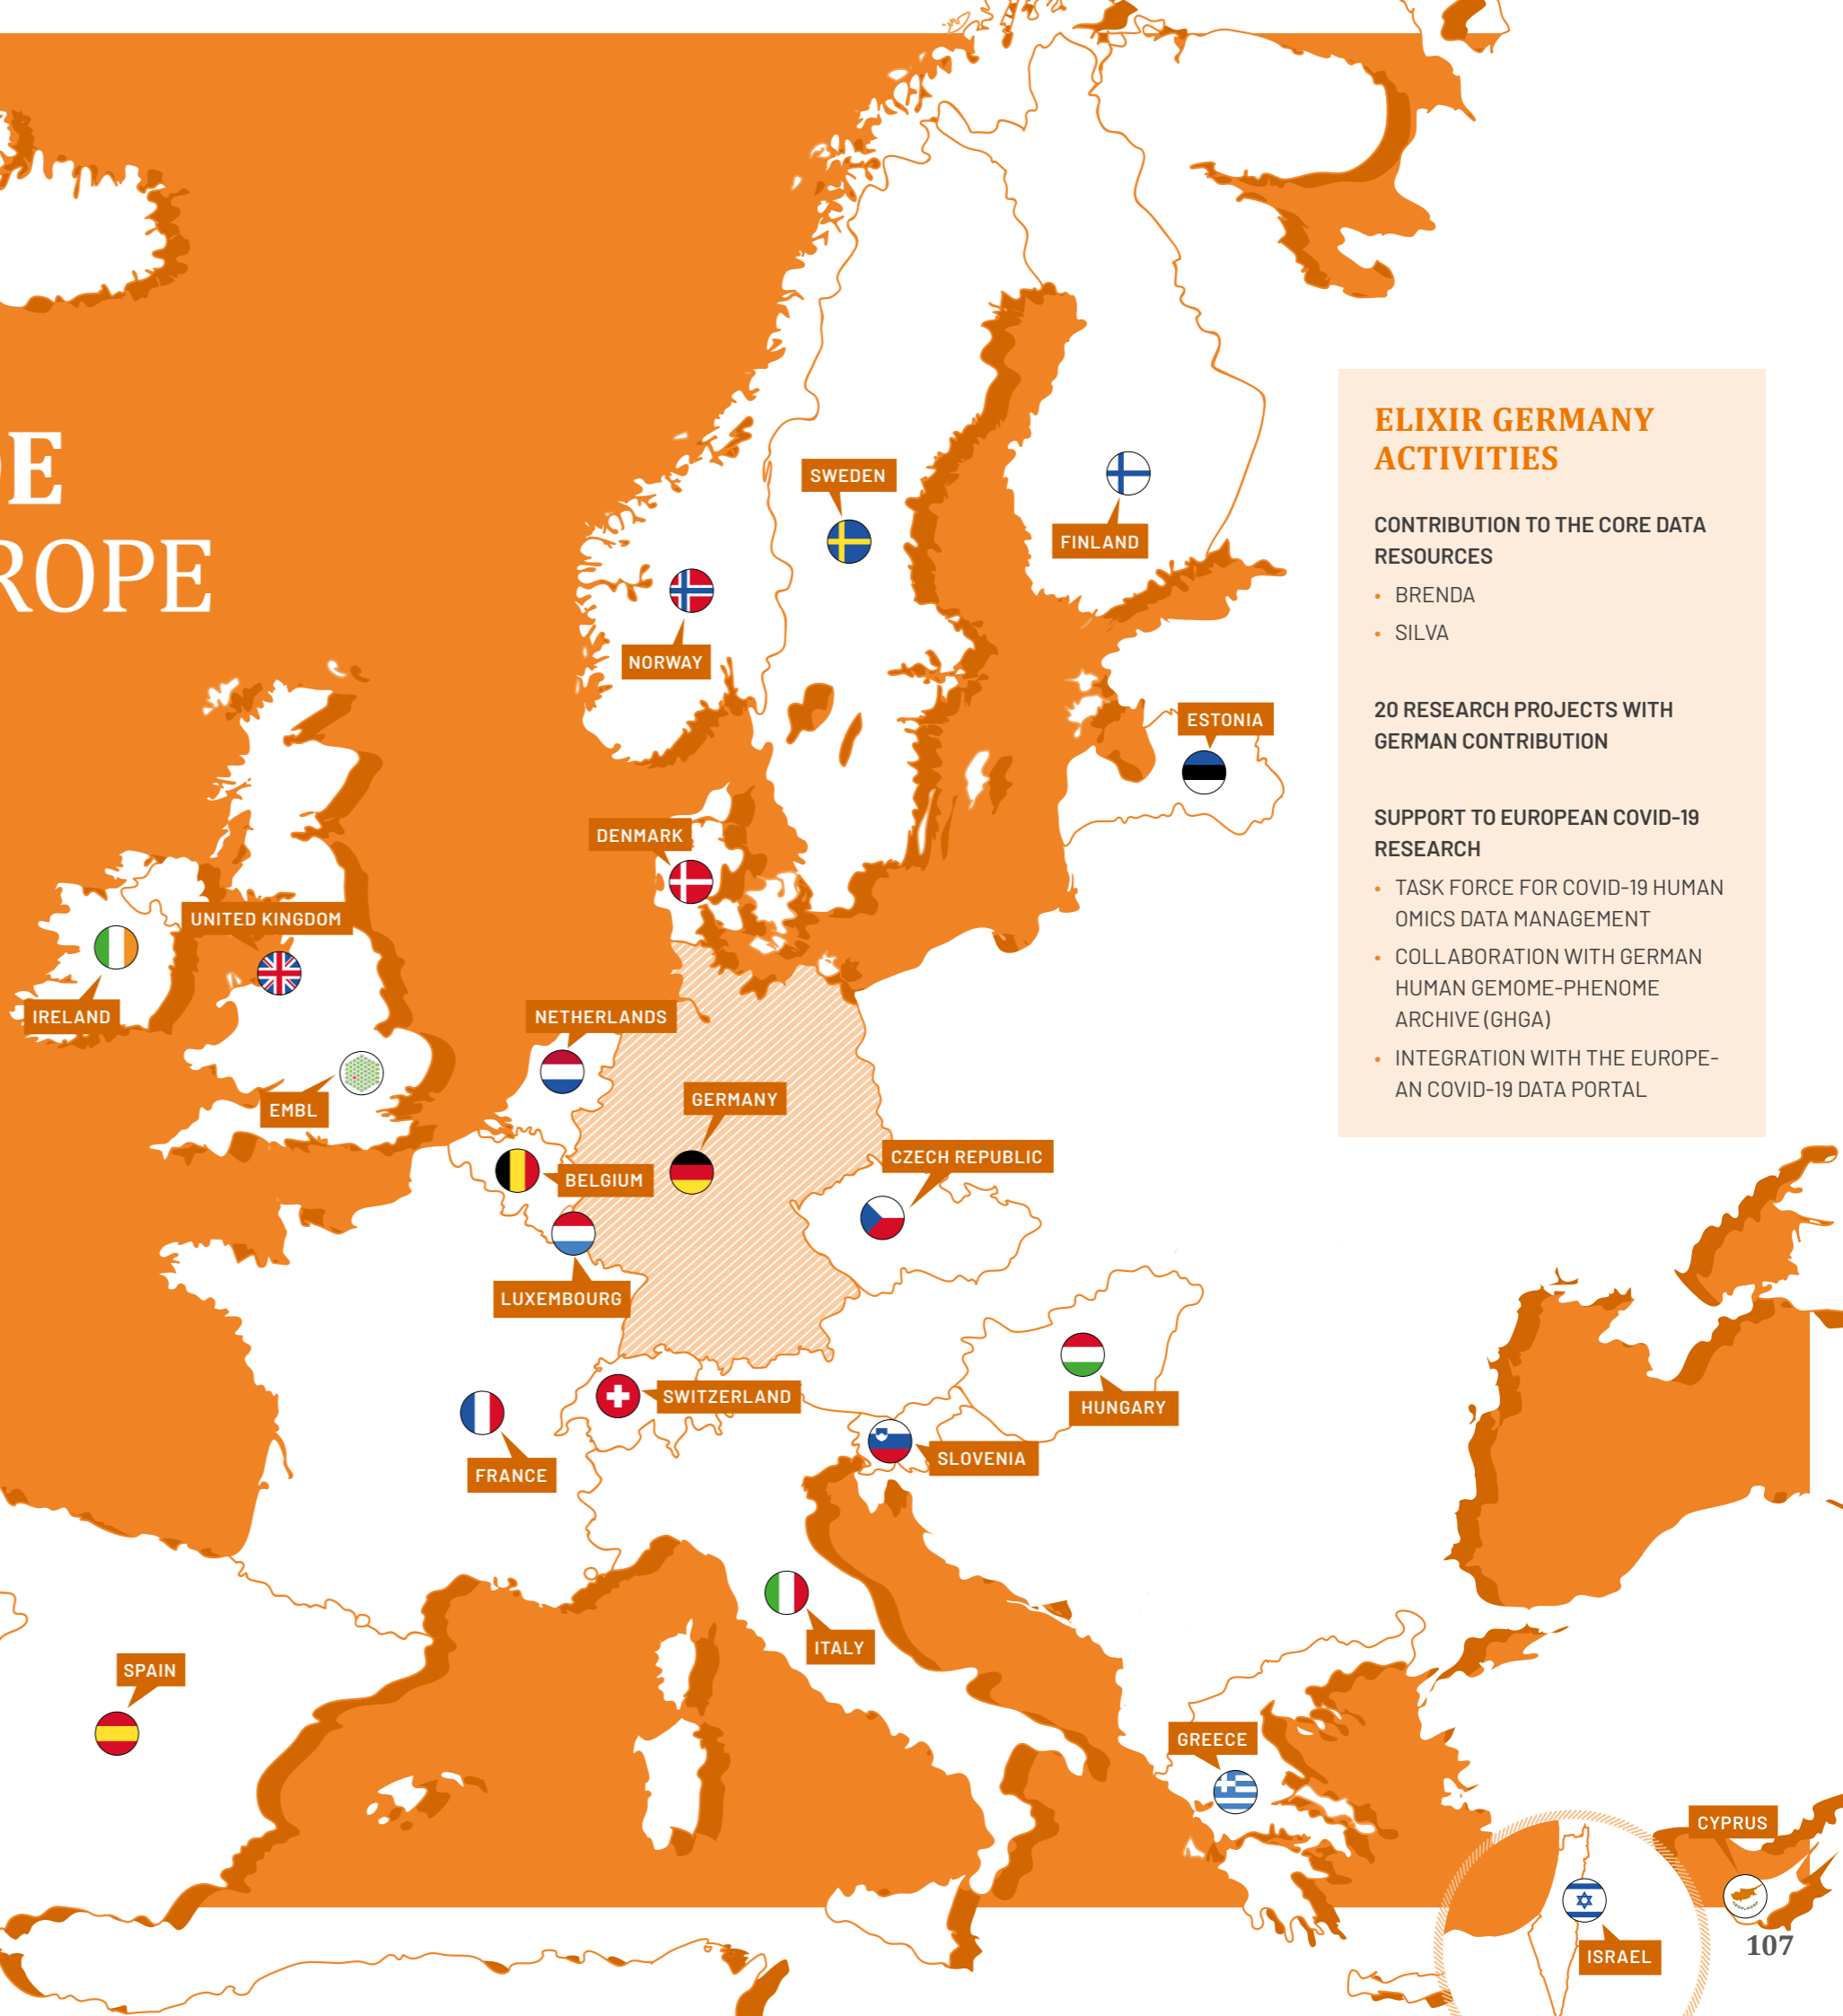 E
ROPE
SWEDEN
FINLAND
NORWAY
ESTONIA
DENMARK
UNITED KINGDOM
IRELAND
NETHERLANDS
EMBL
GERMANY
BELGIUM
CZECH REPUBLIC
LUXEMBOURG
SWITZERLAND
HUNGARY
FRANCE
SLOVENIA
ITALY
SPAIN
GREECE
CYPRUS
ISRAEL
ELIXIR GERMANY
ACTIVITIES
CONTRIBUTION TO THE CORE DATA
RESOURCES
• BRENDA
• SILVA
20 RESEARCH PROJECTS WITH
GERMAN CONTRIBUTION
SUPPORT TO EUROPEAN COVID-19
RESEARCH
• TASK FORCE FOR COVID-19 HUMAN
OMICS DATA MANAGEMENT
• COLLABORATION WITH GERMAN
HUMAN GEMOME-PHENOME
ARCHIVE (GHGA)
• INTEGRATION WITH THE EUROPE-
AN COVID-19 DATA PORTAL
107